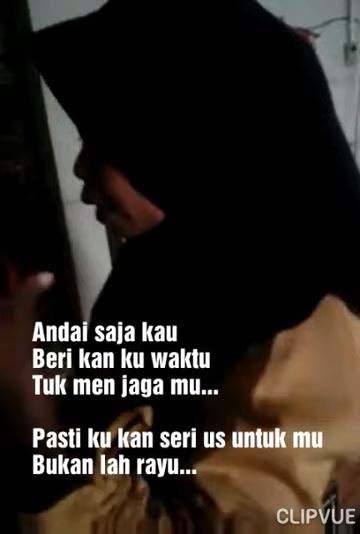 Andai saja kau
Beri kan ku waktu
Tuk men jaga mu...
Pasti ku kan seri us untuk mu
Bukan lah rayu...
CLIPVUE